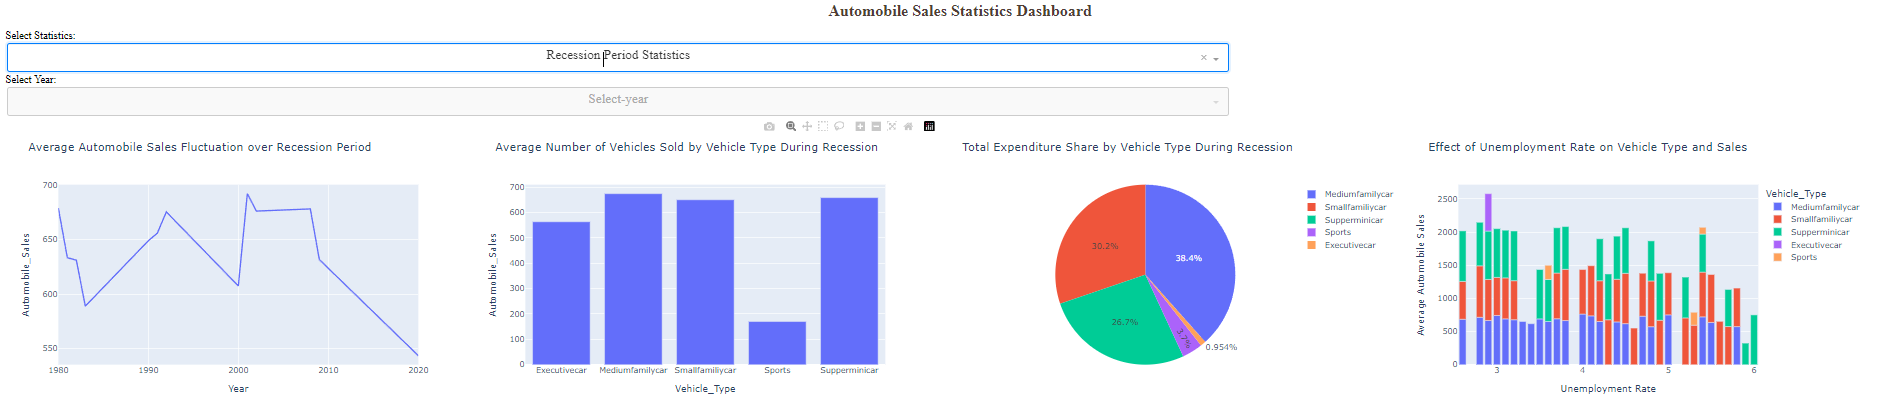 Automobile Sales Statistics Dashboard
Select Statistics:
Recession Period Statistics
×
Select Year:
Select-year
Average Automobile Sales Fluctuation over Recession Period
700
650
600
550
Automobile_Sales
1980
1990
2000
2010
2020
Year
Average Number of Vehicles Sold by Vehicle Type During Recession
700
600
500
400
300
200
100
0
Automobile_Sales
Executivecar
Mediumfamilycar
Smallfamiliycar
Sports
Supperminicar
Vehicle_Type
Total Expenditure Share by Vehicle Type During Recession
38.4%
30.2%
26.7%
3.7%
0.954%
Mediumfamilycar
Smallfamiliycar
Supperminicar
Sports
Executivecar
Effect of Unemployment Rate on Vehicle Type and Sales
2500
2000
1500
1000
500
0
Average Automobile Sales
3
4
5
6
Unemployment Rate
Vehicle_Type
Mediumfamilycar
Smallfamiliycar
Supperminicar
Executivecar
Sports